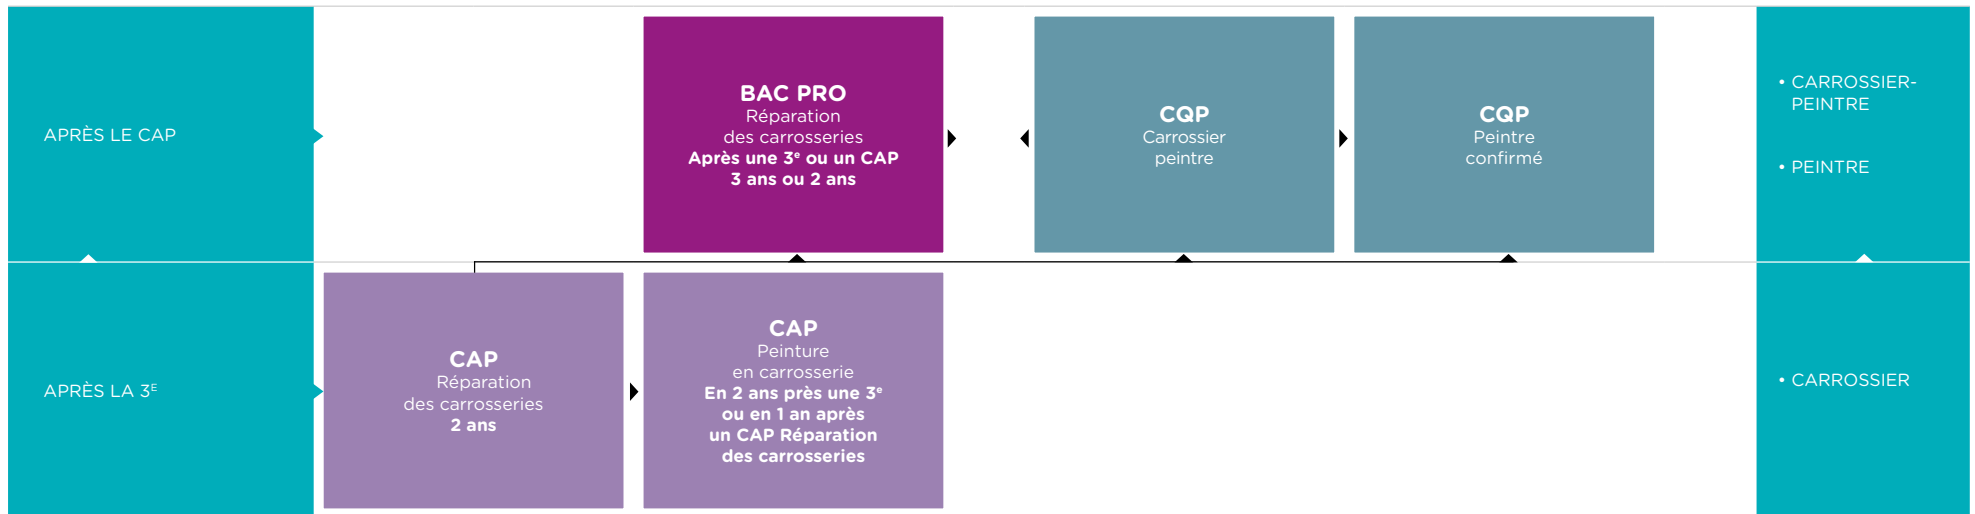 APRÈS LE CAP
BAC PRO
Réparation
des carrosseries
Après une 3e ou un CAP
3 ans ou 2 ans
CQP
Carrossier
peintre
CQP
Peintre
confirmé
• CARROSSIER-
PEINTRE
• PEINTRE
APRÈS LA 3E
CAP
Réparation
des carrosseries
2 ans
CAP
Peinture
en carrosserie
En 2 ans près une 3e
ou en 1 an après
un CAP Réparation
des carrosseries
• CARROSSIER